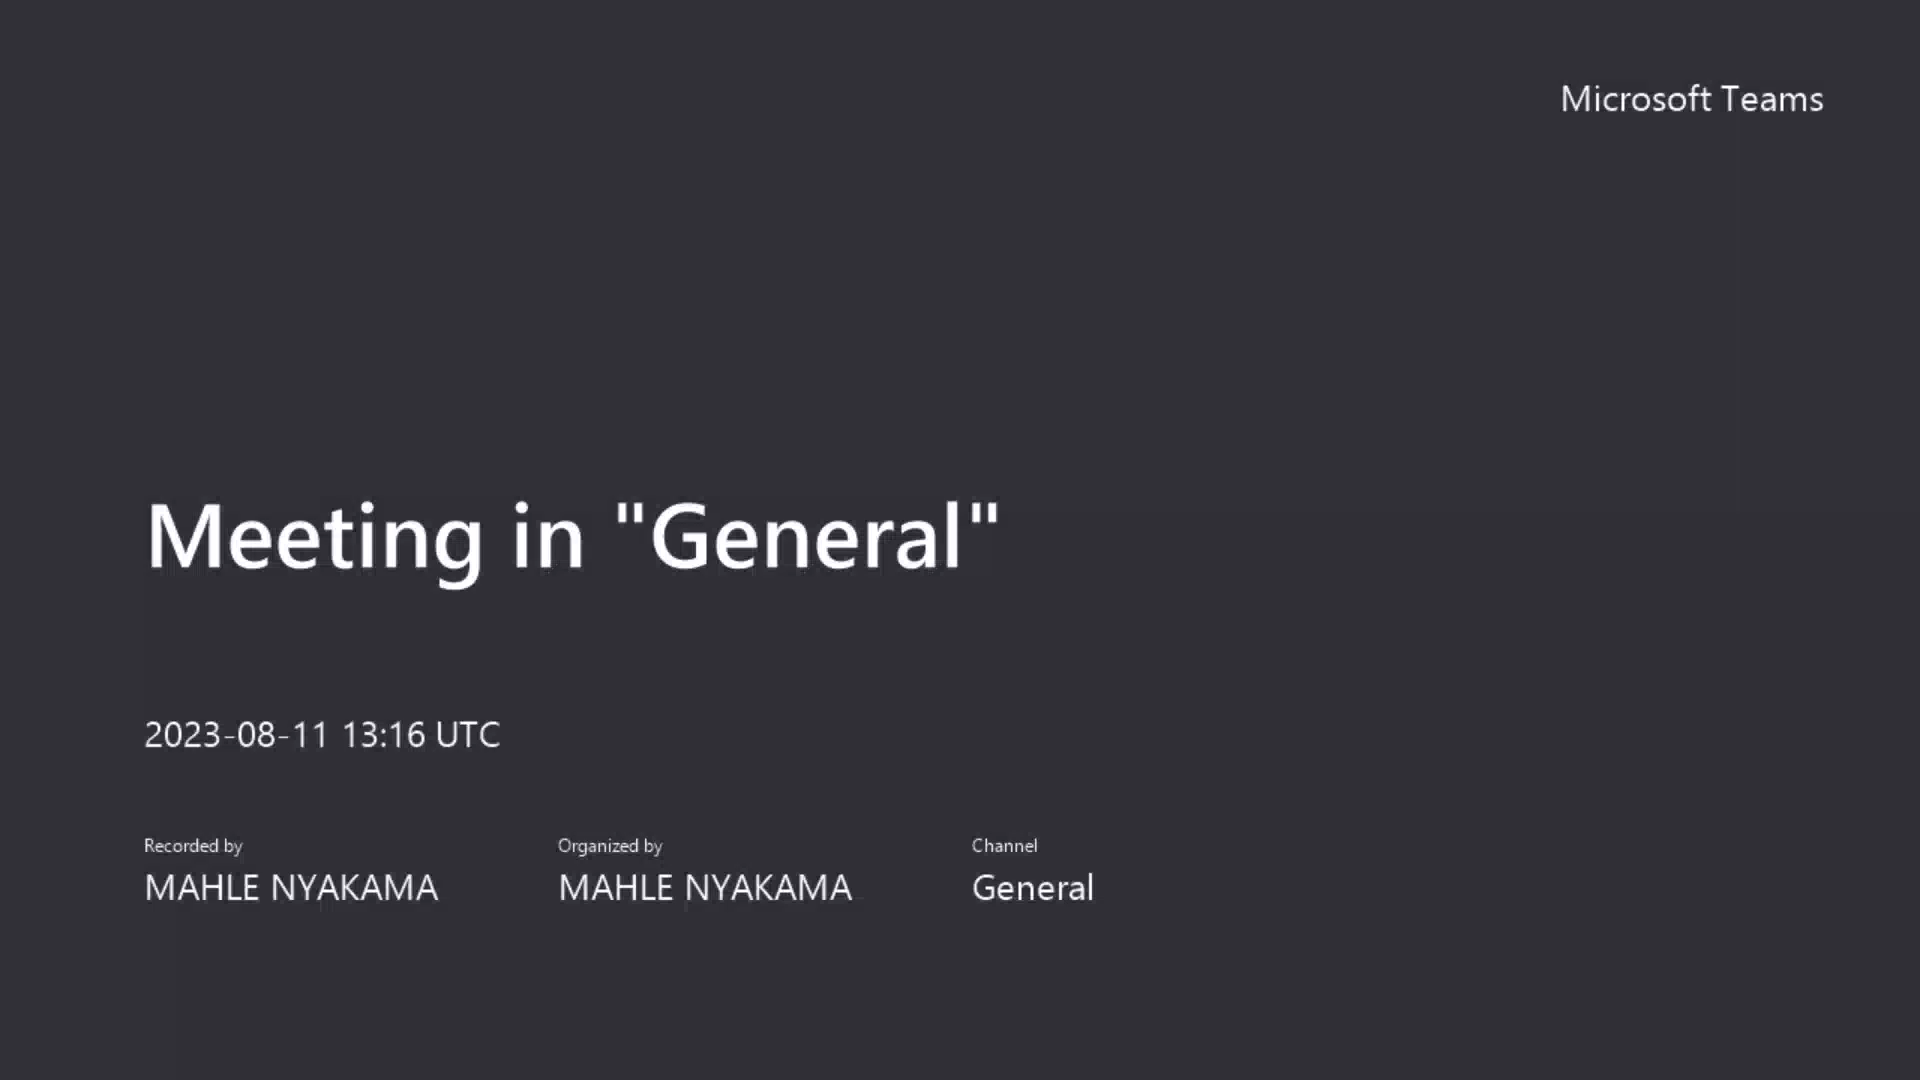 Microsoft Teams
Meeting in "General"
2023-08-11 13:16 UTC
Recorded by
MAHLE NYAKAMA
Organized by
MAHLE NYAKAMA
Channel
General